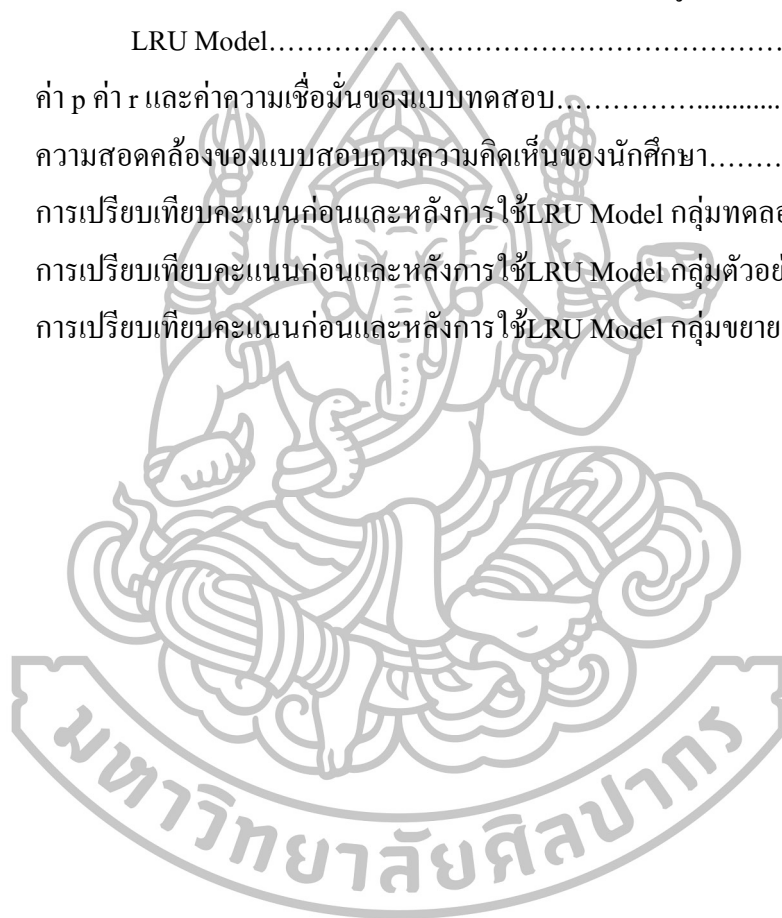 LRU Model……………………………………………………
ค่า p ค่า r และค่าความเชื่อมั่นของแบบทดสอบ……………............
ความสอดคล้องของแบบสอบถามความคิดเห็นของนักศึกษา………
การเปรียบเทียบคะแนนก่อนและหลังการใช้LRU Model กลุ่มทดลอ
การเปรียบเทียบคะแนนก่อนและหลังการใช้LRU Model กลุ่มตัวอย่
การเปรียบเทียบคะแนนก่อนและหลังการใช้LRU Model กลุ่มขยาย
มหาวิทยาลัยศิลปากร